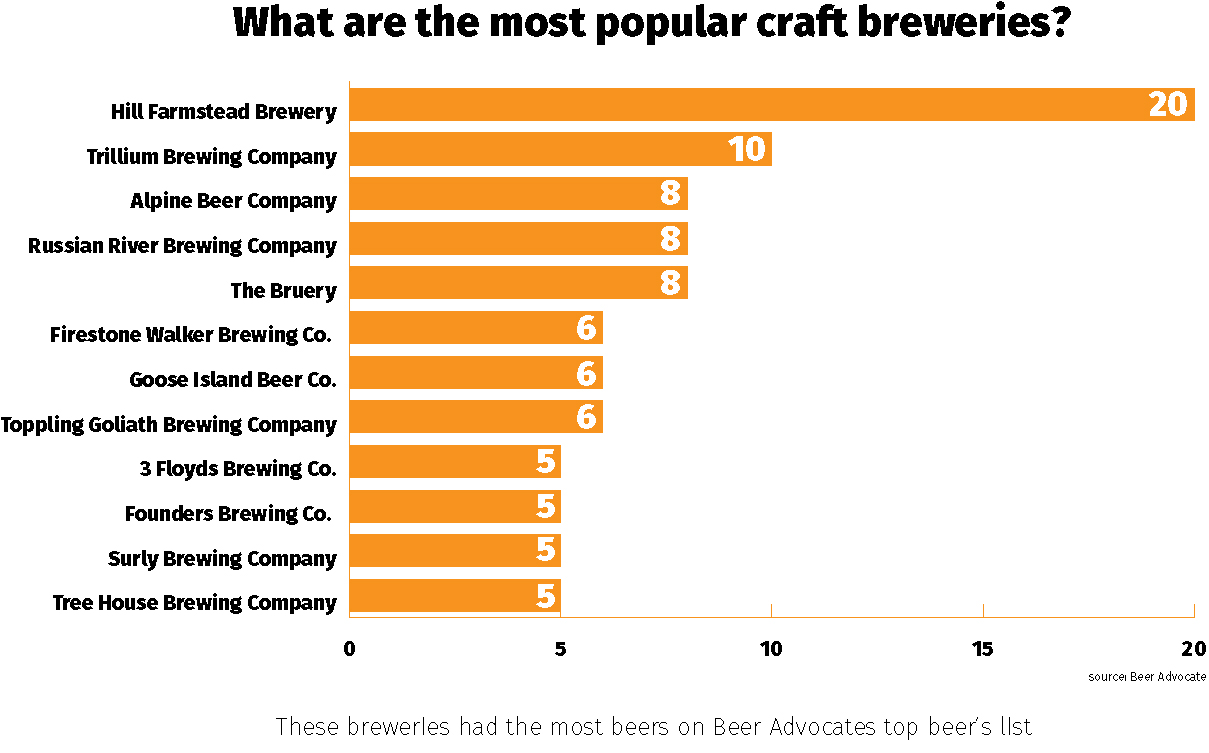 What are the most popular craft breweries?
Hill Farmstead Brewery 20
Trillium Brewing Company 10
Alpine Beer Company 8
Russian River Brewing Company 8
The Bruery 8
Firestone Walker Brewing Co. 6
Goose Island Beer Co. 6
Toppling Goliath Brewing Company 6
3 Floyds Brewing Co. 5
Founders Brewing Co. 5
Surly Brewing Company 5
Tree House Brewing Company 5
0 5 10 15 20
source: Beer Advocate
These breweries had the most beers on Beer Advocates top beer's list